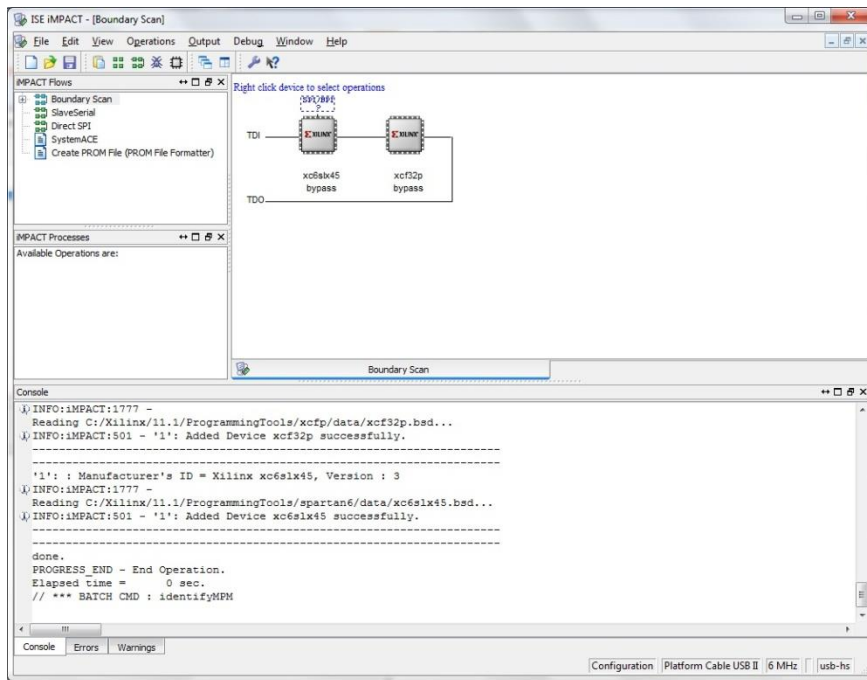 ISE iMPACT - [Boundary Scan]
File Edit View Operations Output Debug Window Help
iMPACT Flows
Boundary Scan
SlaveSerial
Direct SPI
SystemACE
Create PROM File (PROM File Formatter)
iMPACT Processes
Available Operations are:
Right click device to select operations
SPI/BPI
?
TDI
XILINX XILINX
xc6slx45 xcf32p
bypass bypass
TDO
Boundary Scan
Console
INFO:iMPACT:1777 -
Reading C:/Xilinx/11.1/ProgrammingTools/xcfp/data/xcf32p.bsd...
INFO:iMPACT:501 - '1': Added Device xcf32p successfully.
----------------------------------------------------------------------
----------------------------------------------------------------------
'1': : Manufacturer's ID = Xilinx xc6slx45, Version : 3
INFO:iMPACT:1777 -
Reading C:/Xilinx/11.1/ProgrammingTools/spartan6/data/xc6slx45.bsd...
INFO:iMPACT:501 - '1': Added Device xc6slx45 successfully.
----------------------------------------------------------------------
----------------------------------------------------------------------
done.
PROGRESS_END - End Operation.
Elapsed time = 0 sec.
// *** BATCH CMD : identifyMPM
Console Errors Warnings
Configuration Platform Cable USB II 6 MHz usb-hs